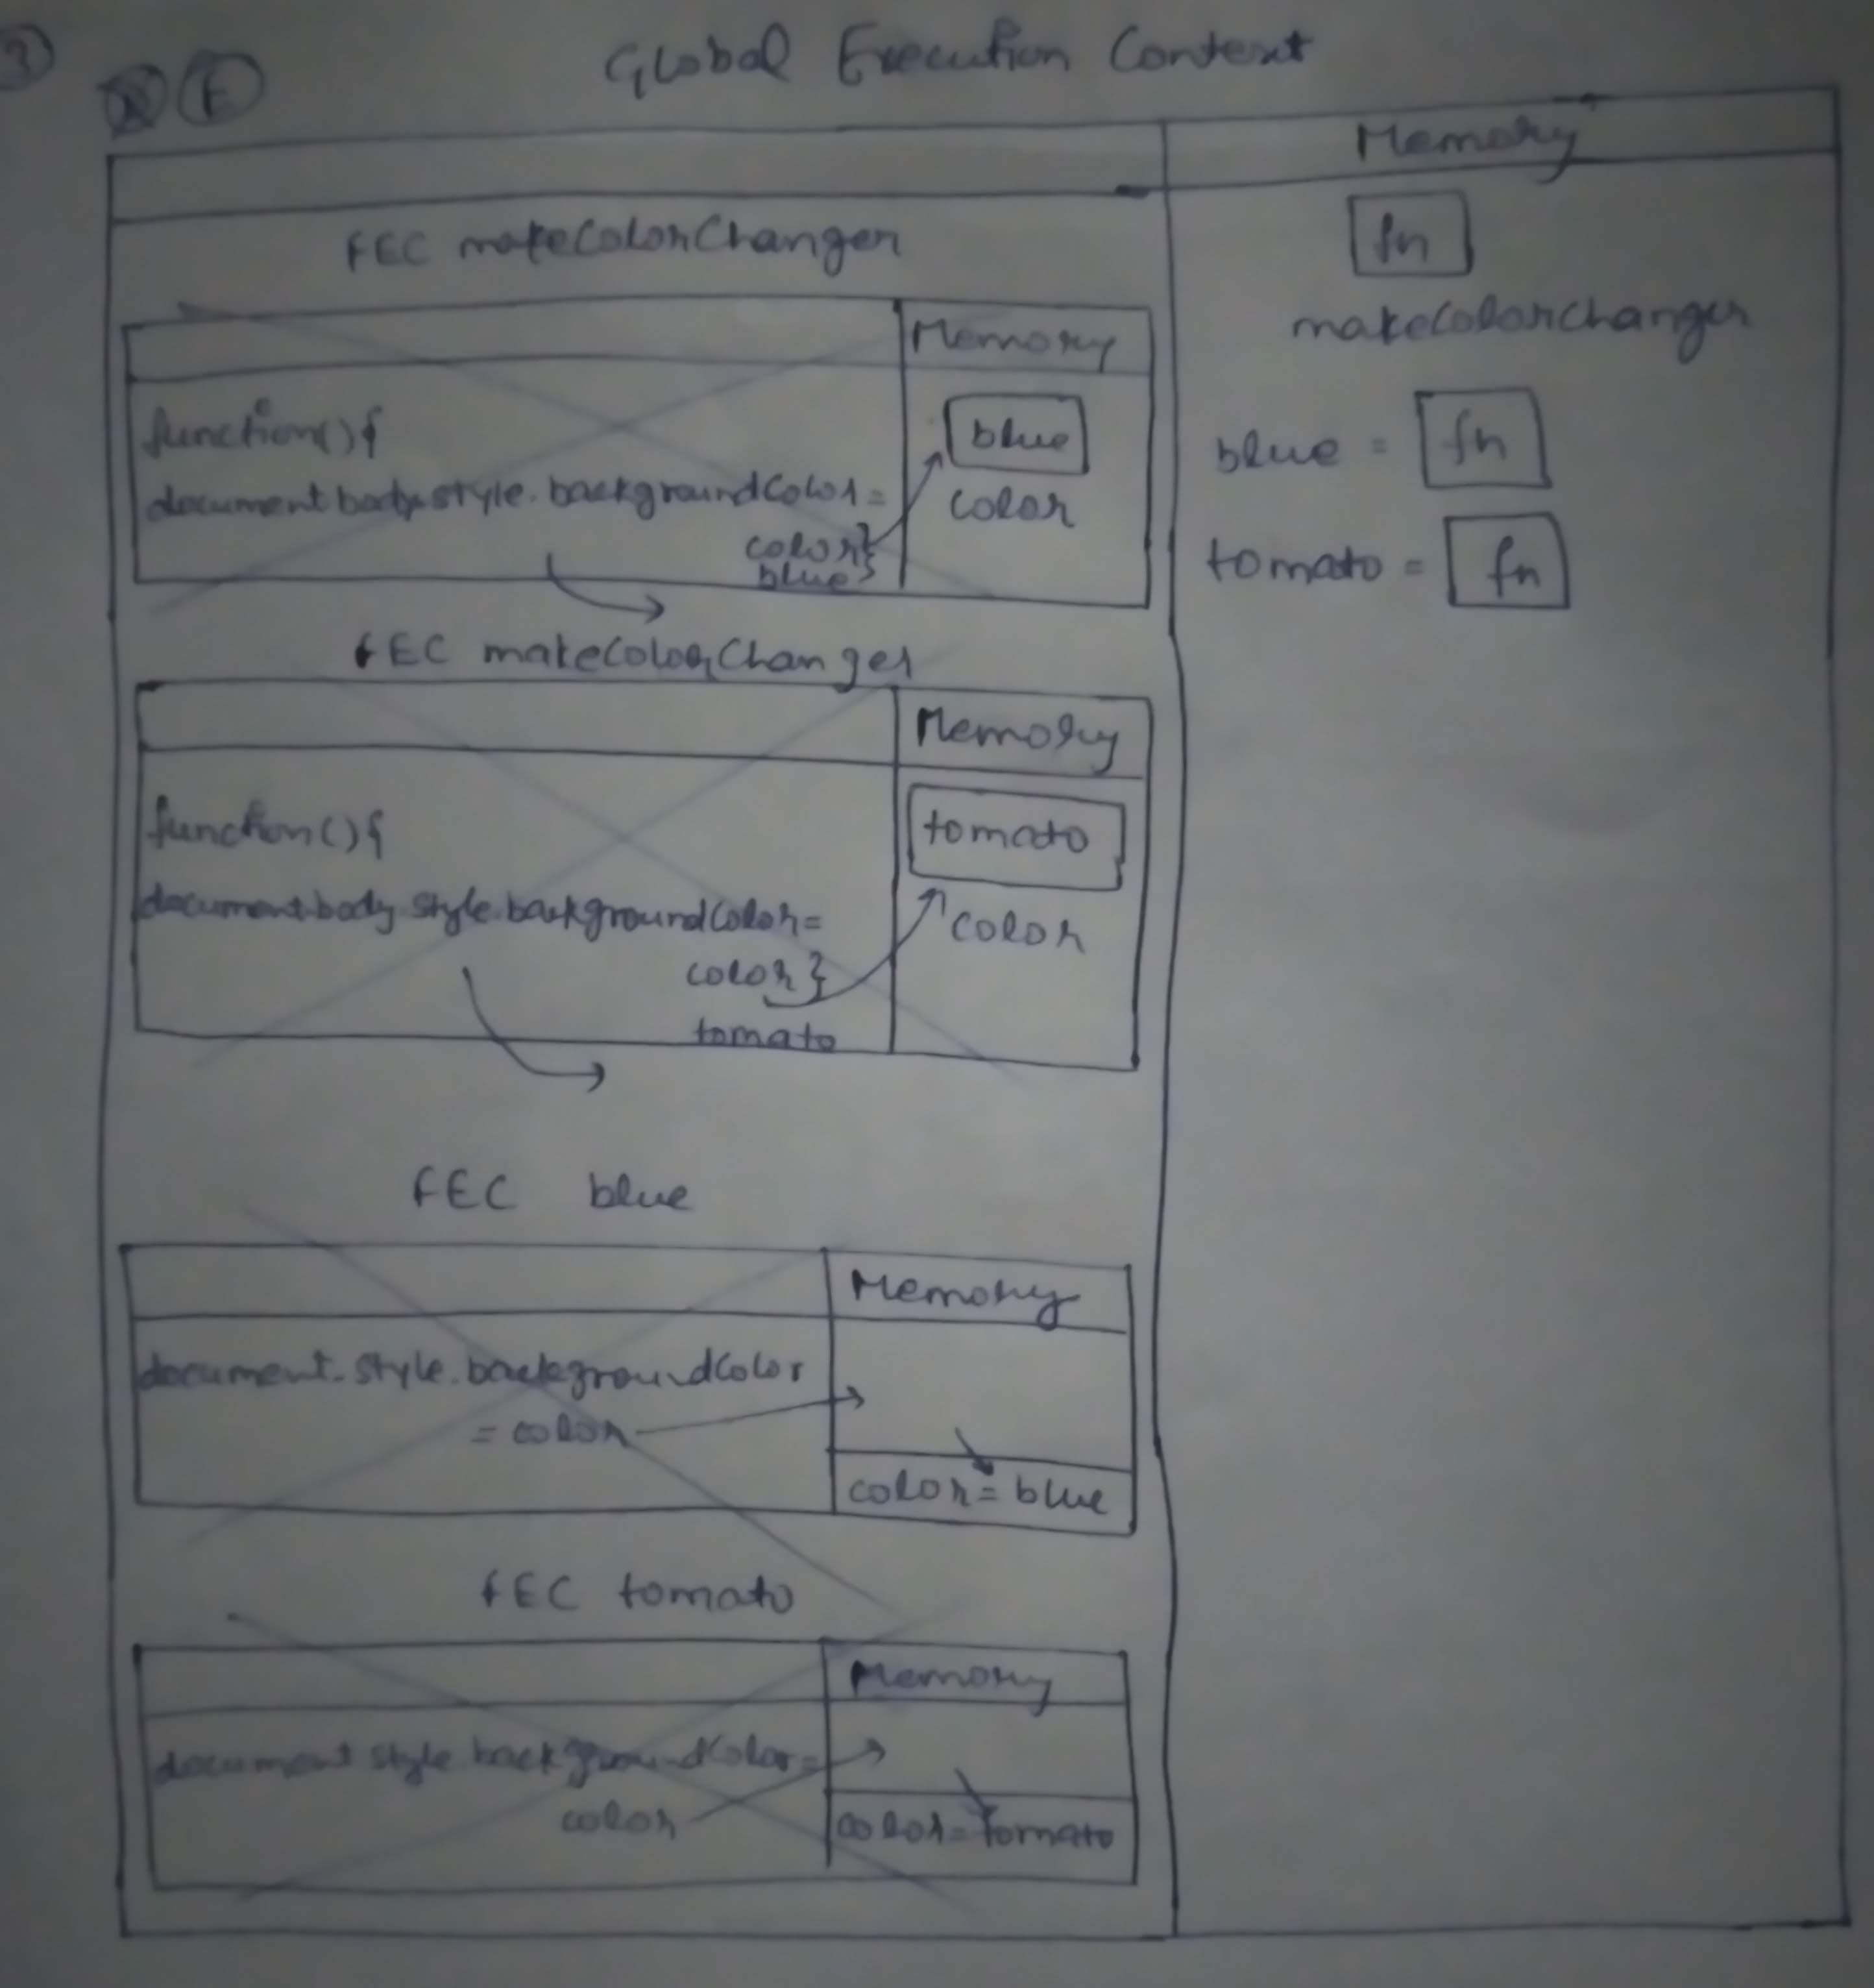 3
E
Global Execution Context
Memory
fn
makeColorChanger
blue = fn
tomato = fn
FEC makeColorChanger
Memory
function(){
document.body.style.backgroundColor =
color}
blue
blue
color
FEC makeColorChanger
Memory
function(){
document.body.style.backgroundColor=
color}
tomato
tomato
color
FEC blue
Memory
document.style.backgroundColor
= color
color = blue
FEC tomato
Memory
document style.backgroundColor=
color
color = tomato